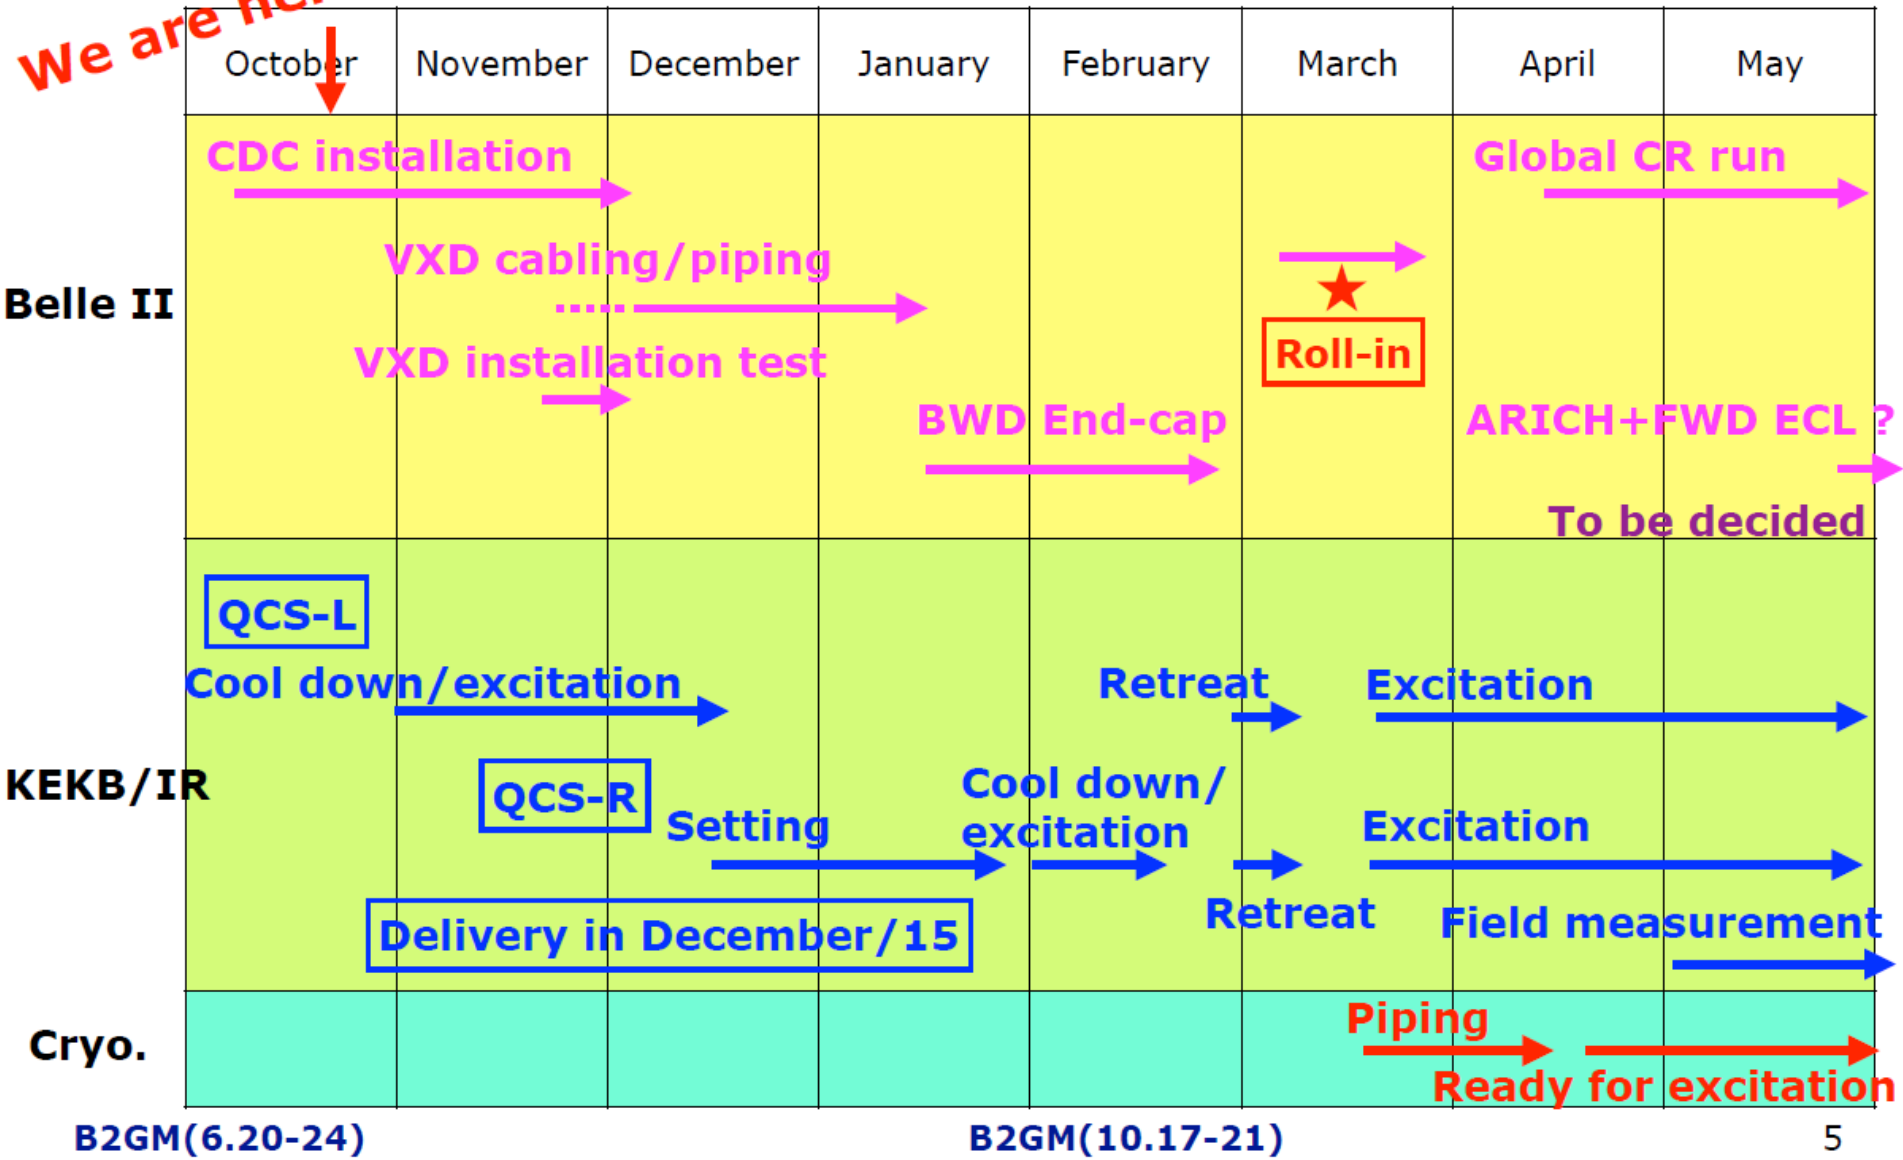 We are
October November December January February March April May
CDC installation
Global CR run
VXD cabling/piping
Belle II
Roll-in
VXD installation test
BWD End-cap
ARICH+FWD ECL ?
To be decided
QCS-L
Cool down/excitation
Retreat
Excitation
KEKB/IR
QCS-R
Setting
Cool down/
excitation
Excitation
Delivery in December/15
Retreat
Field measurement
Cryo.
Piping
Ready for excitation
B2GM(6.20-24)
B2GM(10.17-21)
5